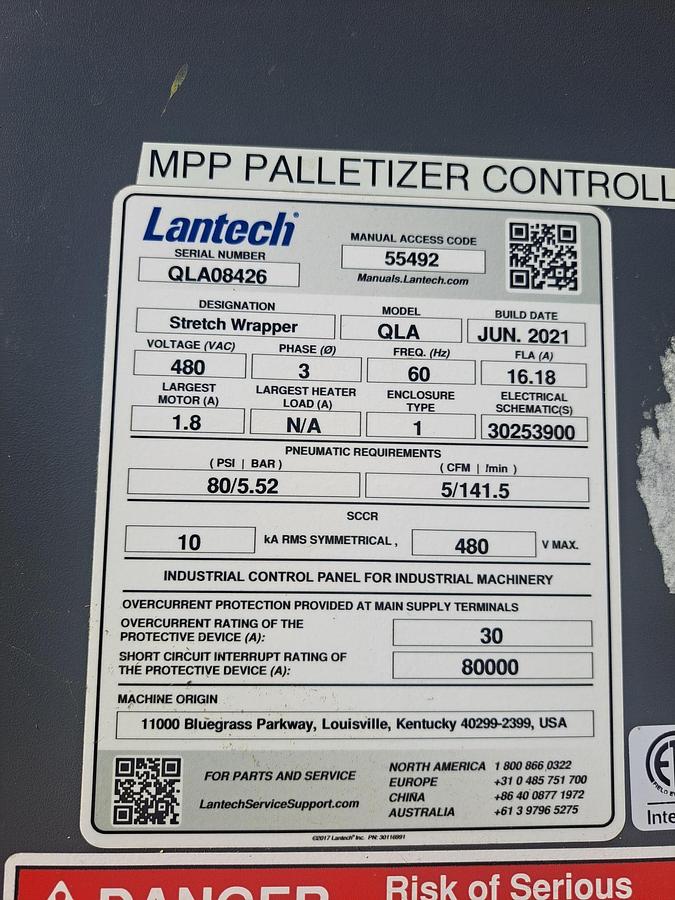 MPP PALLETIZER CONTROLL
Lantech®
SERIAL NUMBER
QLA08426
MANUAL ACCESS CODE
55492
Manuals.Lantech.com
DESIGNATION MODEL BUILD DATE
Stretch Wrapper QLA JUN. 2021
VOLTAGE (VAC) PHASE (Ø) FREQ. (Hz) FLA (A)
480 3 60 16.18
LARGEST MOTOR (A) LARGEST HEATER LOAD (A) ENCLOSURE TYPE ELECTRICAL SCHEMATIC(S)
1.8 N/A 1 30253900
PNEUMATIC REQUIREMENTS
( PSI | BAR ) ( CFM | l/min )
80/5.52 5/141.5
SCCR
10 kA RMS SYMMETRICAL , 480 V MAX.
INDUSTRIAL CONTROL PANEL FOR INDUSTRIAL MACHINERY
OVERCURRENT PROTECTION PROVIDED AT MAIN SUPPLY TERMINALS
OVERCURRENT RATING OF THE
PROTECTIVE DEVICE (A): 30
SHORT CIRCUIT INTERRUPT RATING OF
THE PROTECTIVE DEVICE (A): 80000
MACHINE ORIGIN
11000 Bluegrass Parkway, Louisville, Kentucky 40299-2399, USA
FOR PARTS AND SERVICE
LantechServiceSupport.com
NORTH AMERICA 1 800 866 0322
EUROPE +31 0 485 751 700
CHINA +86 40 0877 1972
AUSTRALIA +61 3 9796 5275
©2017 Lantech® Inc. PN: 30116991
Inte
DANGER Risk of Serious